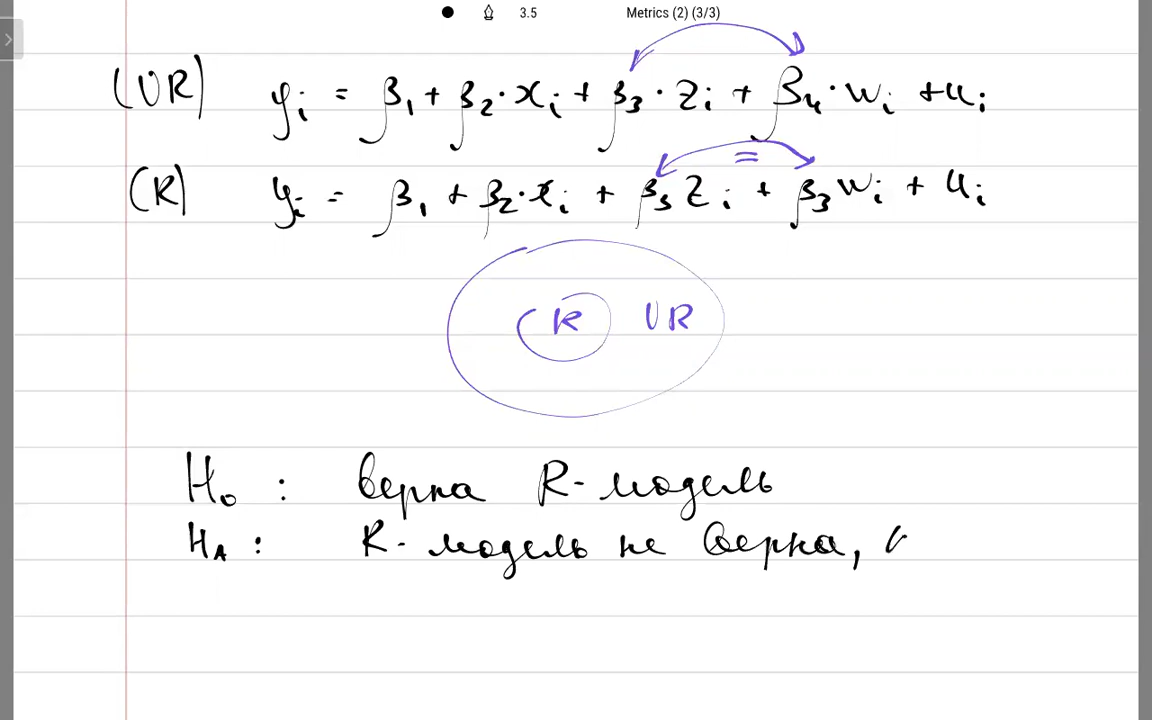 3.5 Metrics (2) (3/3)
(UR) yᵢ = β₁ + β₂·xᵢ + β₃·zᵢ + β₄·wᵢ + uᵢ
(R) yᵢ = β₁ + β₂·xᵢ + β₃zᵢ + β₃wᵢ + uᵢ
=
R UR
H₀ : верна R-модель
Hₐ : R-модель не верна,